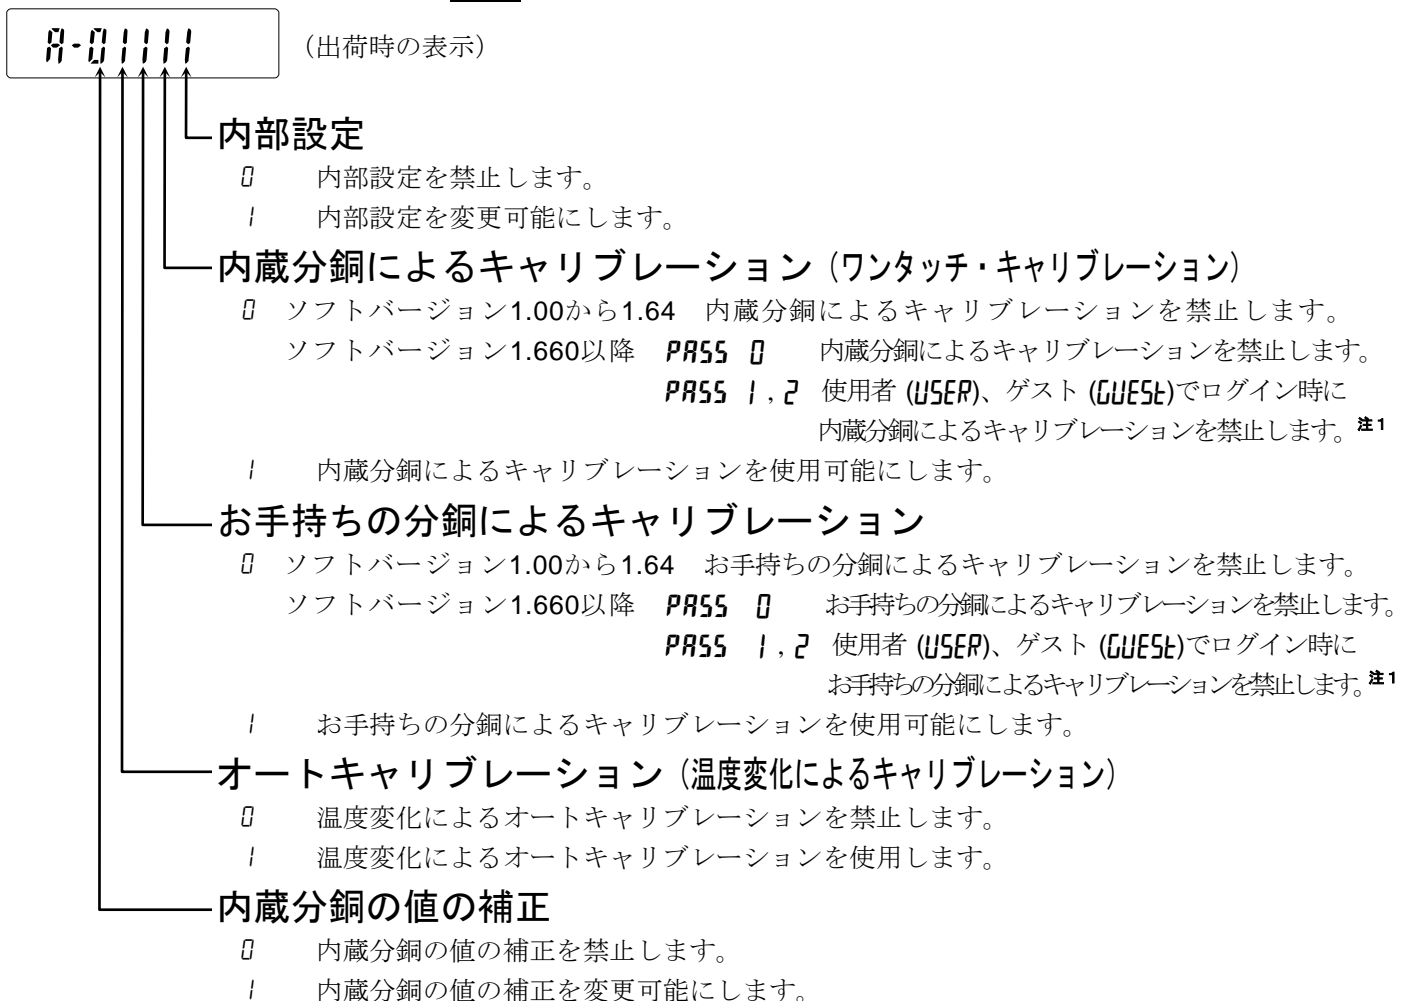 A-01111 (出荷時の表示)
内部設定
0 内部設定を禁止します。
1 内部設定を変更可能にします。
内蔵分銅によるキャリブレーション (ワンタッチ・キャリブレーション)
0 ソフトバージョン1.00から1.64 内蔵分銅によるキャリブレーションを禁止します。
ソフトバージョン1.660以降 PASS 0 内蔵分銅によるキャリブレーションを禁止します。
PASS 1, 2 使用者 (USER)、ゲスト (GUESt)でログイン時に
内蔵分銅によるキャリブレーションを禁止します。注1
1 内蔵分銅によるキャリブレーションを使用可能にします。
お手持ちの分銅によるキャリブレーション
0 ソフトバージョン1.00から1.64 お手持ちの分銅によるキャリブレーションを禁止します。
ソフトバージョン1.660以降 PASS 0 お手持ちの分銅によるキャリブレーションを禁止します。
PASS 1, 2 使用者 (USER)、ゲスト (GUESt)でログイン時に
お手持ちの分銅によるキャリブレーションを禁止します。注1
1 お手持ちの分銅によるキャリブレーションを使用可能にします。
オートキャリブレーション (温度変化によるキャリブレーション)
0 温度変化によるオートキャリブレーションを禁止します。
1 温度変化によるオートキャリブレーションを使用します。
内蔵分銅の値の補正
0 内蔵分銅の値の補正を禁止します。
1 内蔵分銅の値の補正を変更可能にします。